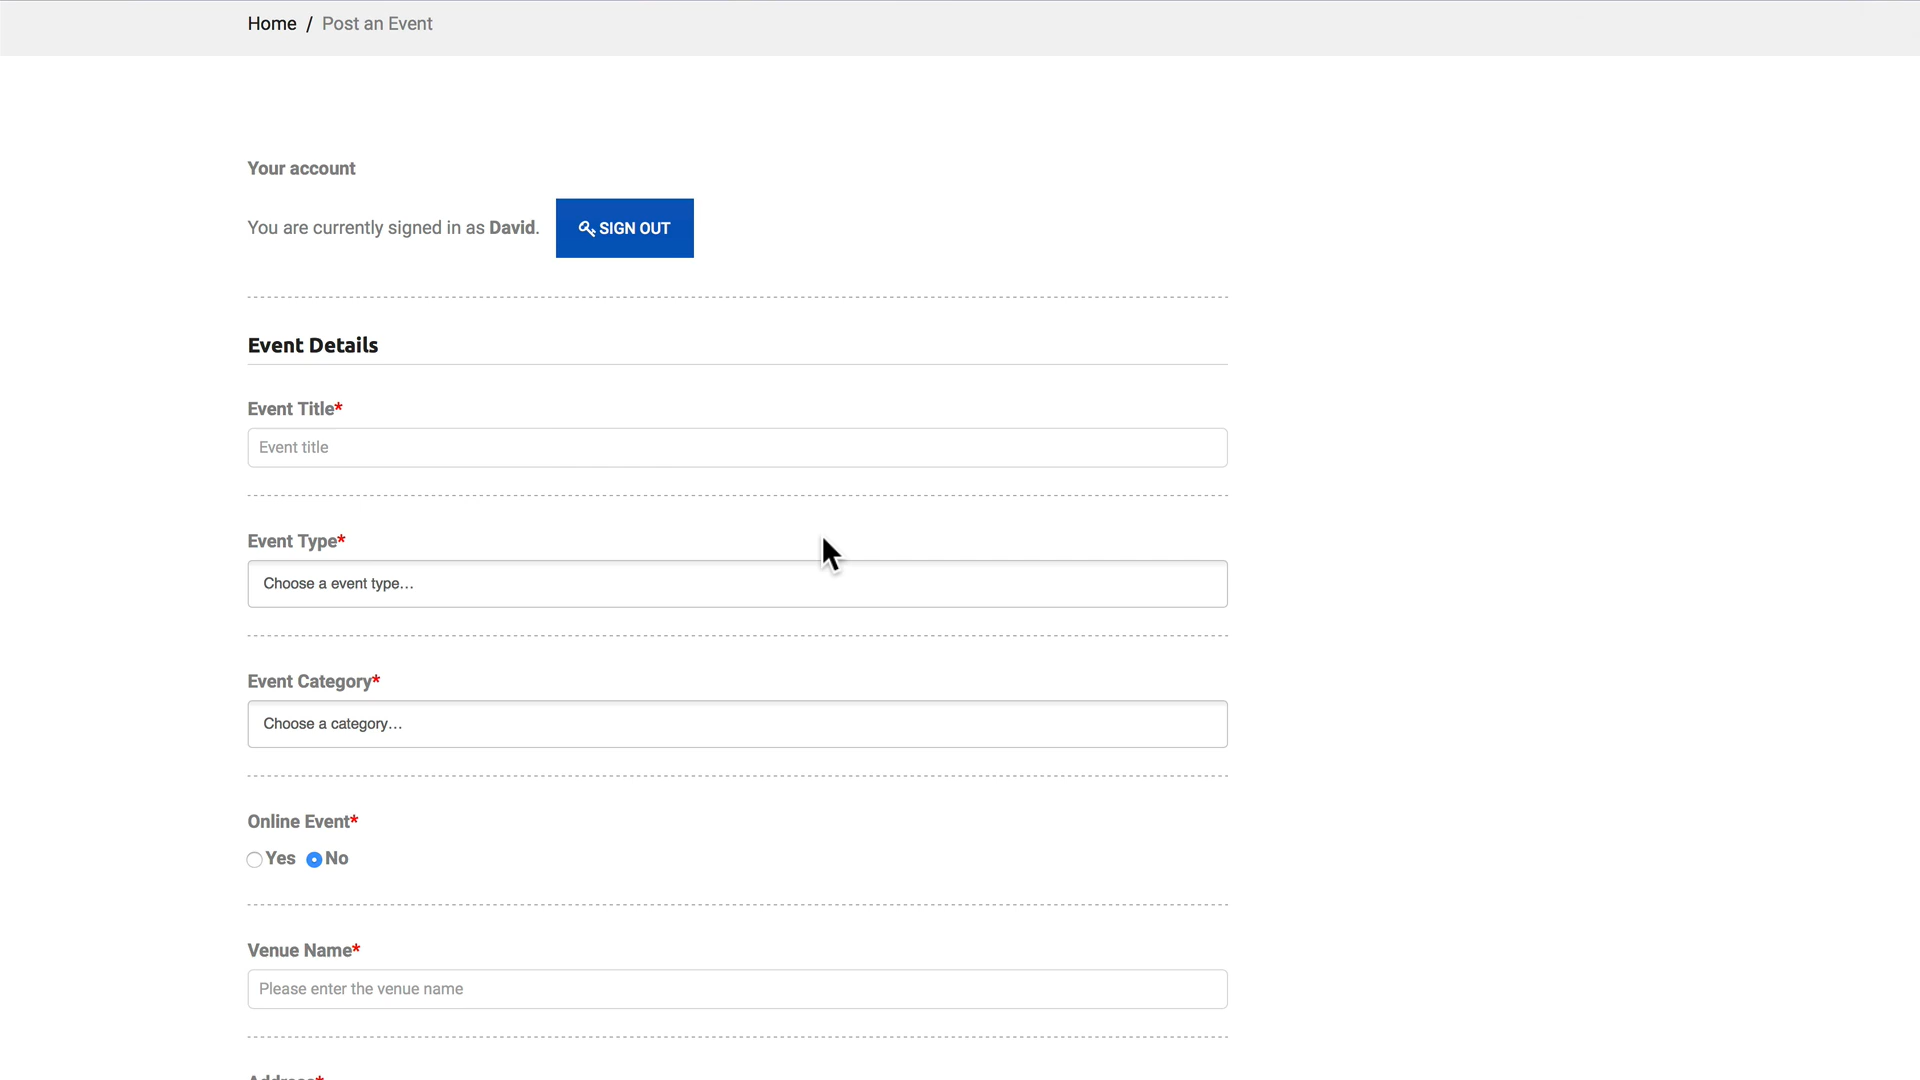 Home / Post an Event
Your account
You are currently signed in as David. SIGN OUT
Event Details
Event Title*
Event title
Event Type*
Choose a event type...
Event Category*
Choose a category...
Online Event*
Yes No
Venue Name*
Please enter the venue name
Address*